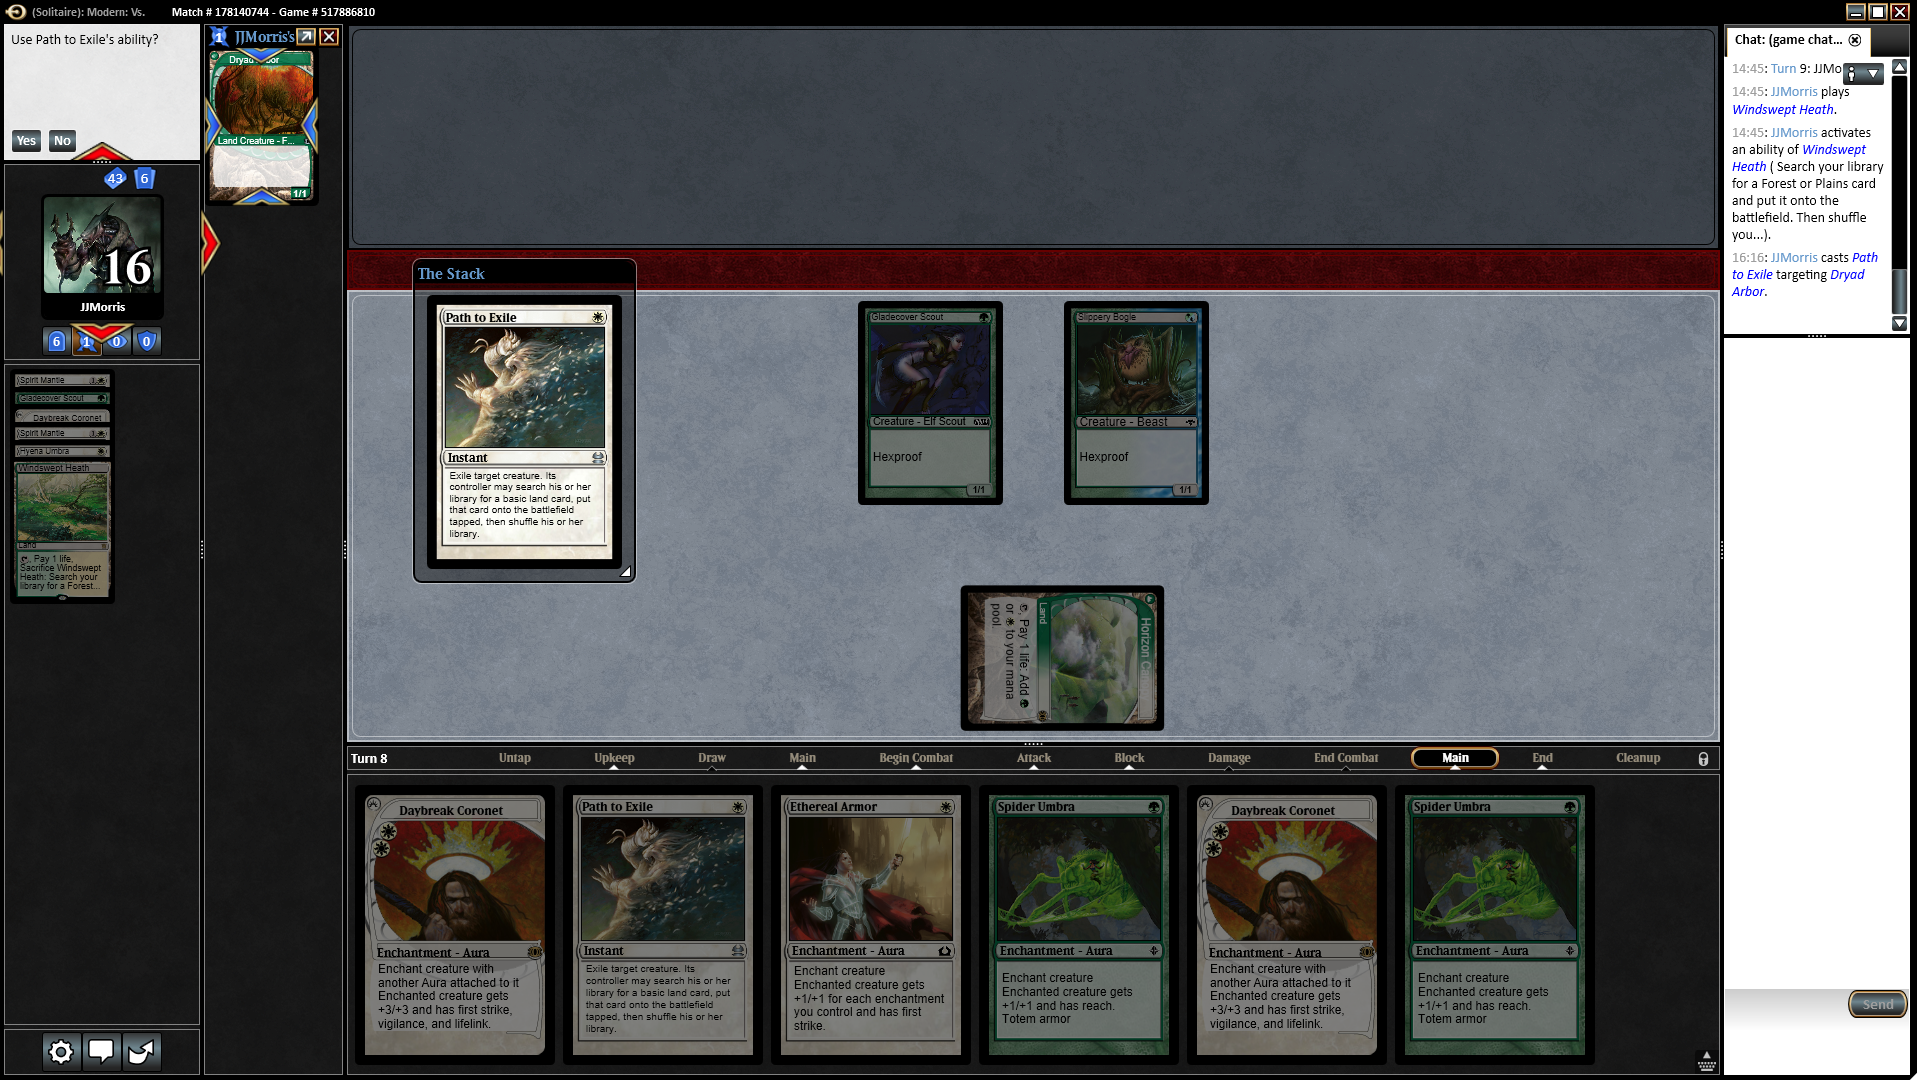 (Solitaire): Modern: Vs.
Match # 178140744 - Game # 517886810
Use Path to Exile's ability?
Yes
No
43
6
16
JJMorris
6
1
0
0
Spirit Mantle
Gladecover Scout
Daybreak Coronet
Spirit Mantle
Hyena Umbra
Windswept Heath
Land
, Pay 1 life,
Sacrifice Windswept
Heath: Search your
library for a Forest...
1
JJMorris's
Land Creature - F...
1/1
The Stack
Path to Exile
Instant
Exile target creature. Its
controller may search his or her
library for a basic land card, put
that card onto the battlefield
tapped, then shuffle his or her
library.
Gladecover Scout
Creature - Elf Scout
Hexproof
1/1
Slippery Bogle
Creature - Beast
Hexproof
1/1
Land
, Pay 1 life: Add
or to your mana
pool.
Turn 8
Untap
Upkeep
Draw
Main
Begin Combat
Attack
Block
Damage
End Combat
Main
End
Cleanup
Daybreak Coronet
Enchantment - Aura
Enchant creature with
another Aura attached to it
Enchanted creature gets
+3/+3 and has first strike,
vigilance, and lifelink.
Path to Exile
Instant
Exile target creature. Its
controller may search his or her
library for a basic land card, put
that card onto the battlefield
tapped, then shuffle his or her
library.
Ethereal Armor
Enchantment - Aura
Enchant creature
Enchanted creature gets
+1/+1 for each enchantment
you control and has first
strike.
Spider Umbra
Enchantment - Aura
Enchant creature
Enchanted creature gets
+1/+1 and has reach.
Totem armor
Daybreak Coronet
Enchantment - Aura
Enchant creature with
another Aura attached to it
Enchanted creature gets
+3/+3 and has first strike,
vigilance, and lifelink.
Spider Umbra
Enchantment - Aura
Enchant creature
Enchanted creature gets
+1/+1 and has reach.
Totem armor
Chat: (game chat...
14:45: Turn 9: JJMo
14:45: JJMorris plays
Windswept Heath.
14:45: JJMorris activates
an ability of Windswept
Heath ( Search your library
for a Forest or Plains card
and put it onto the
battlefield. Then shuffle
you...).
16:16: JJMorris casts Path
to Exile targeting Dryad
Arbor.
Send